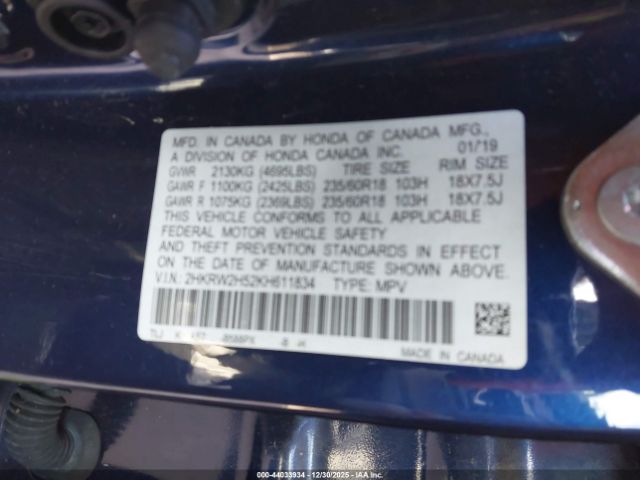 MFD. IN CANADA BY HONDA OF CANADA MFG.,
A DIVISION OF HONDA CANADA INC. 01/'19
GVWR 2130KG (4695LBS) TIRE SIZE RIM SIZE
GAWR F 1100KG (2425LBS) 235/60R18 103H 18X7.5J
GAWR R 1075KG (2369LBS) 235/60R18 103H 18X7.5J
THIS VEHICLE CONFORMS TO ALL APPLICABLE
FEDERAL MOTOR VEHICLE SAFETY
AND THEFT PREVENTION STANDARDS IN EFFECT
ON THE DATE OF MANUFACTURE SHOWN ABOVE.
V.I.N.: 2HKRW2H52KH611834 TYPE: MPV
MADE IN CANADA
000-44033934 - 12/30/2025 - IAAI.COM